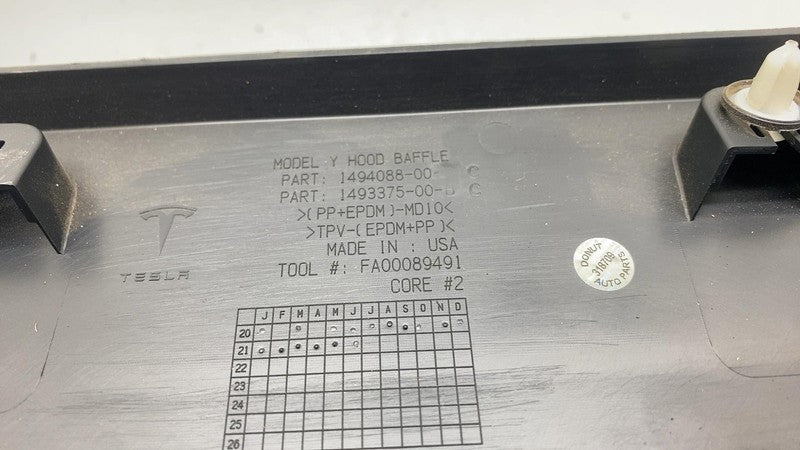 MODEL Y HOOD BAFFLE
PART: 1494088-00- G
PART: 1493375-00- G
>(PP+EPDM)-MD10<
>TPV-(EPDM+PP)<
MADE IN : USA
TOOL #: FA00089491
CORE #2
TESLA
DONUT
318709
AUTO PARTS
J F M A M J J A S O N D
20
21
22
23
24
25
26